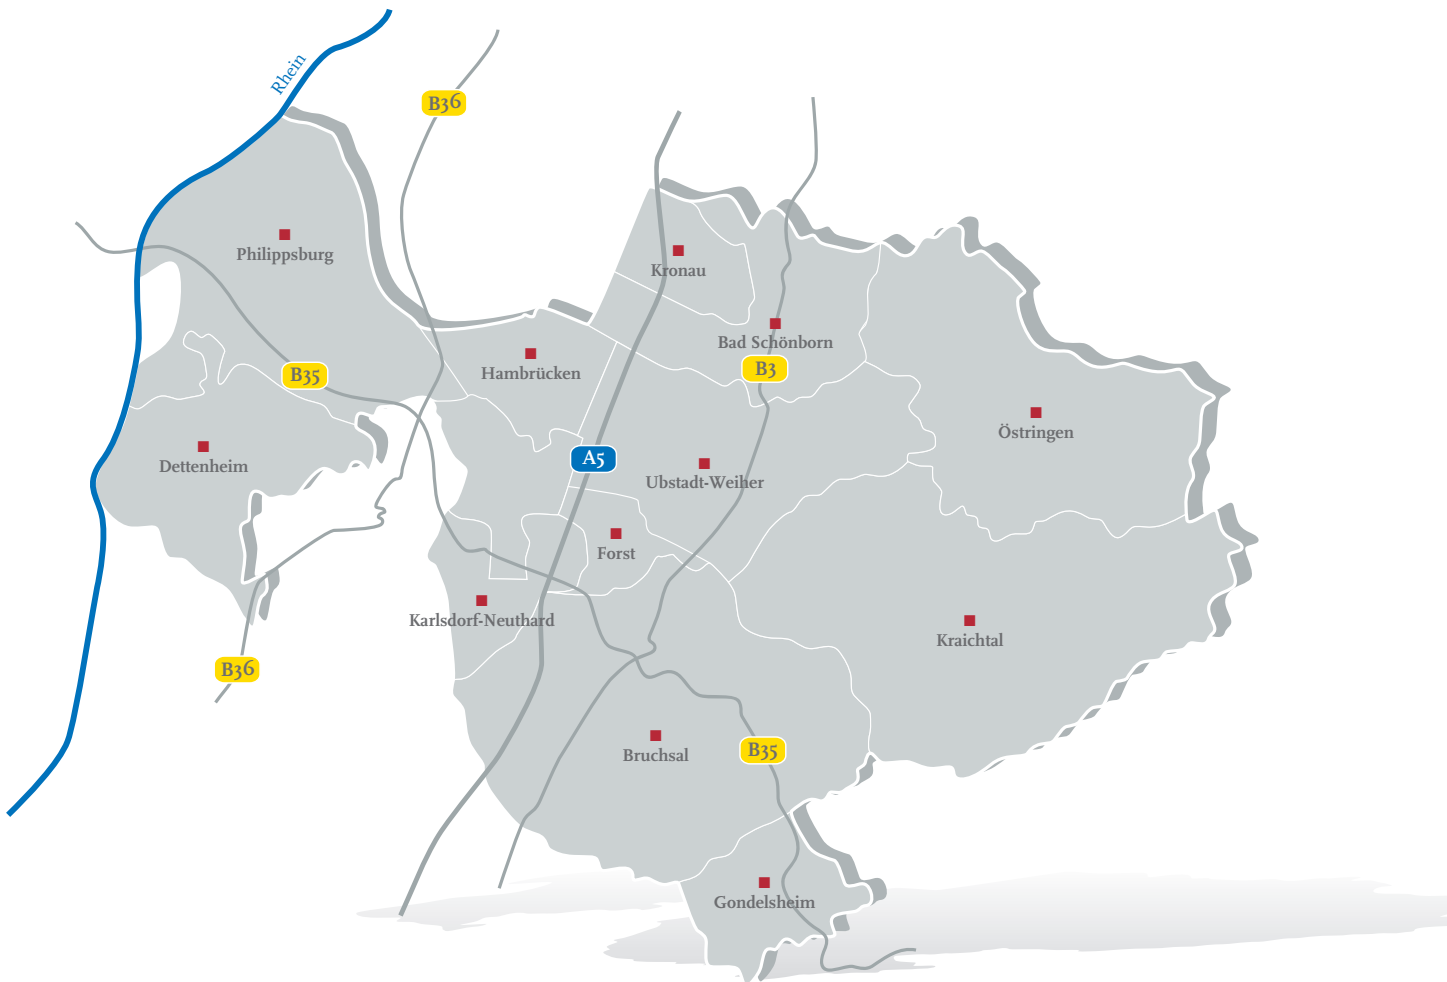 Rhein
B36
Philippsburg
Kronau
Bad Schönborn
B3
Hambrücken
B35
Östringen
A5
Dettenheim
Ubstadt-Weiher
Forst
Karlsdorf-Neuthard
Kraichtal
B36
Bruchsal
B35
Gondelsheim